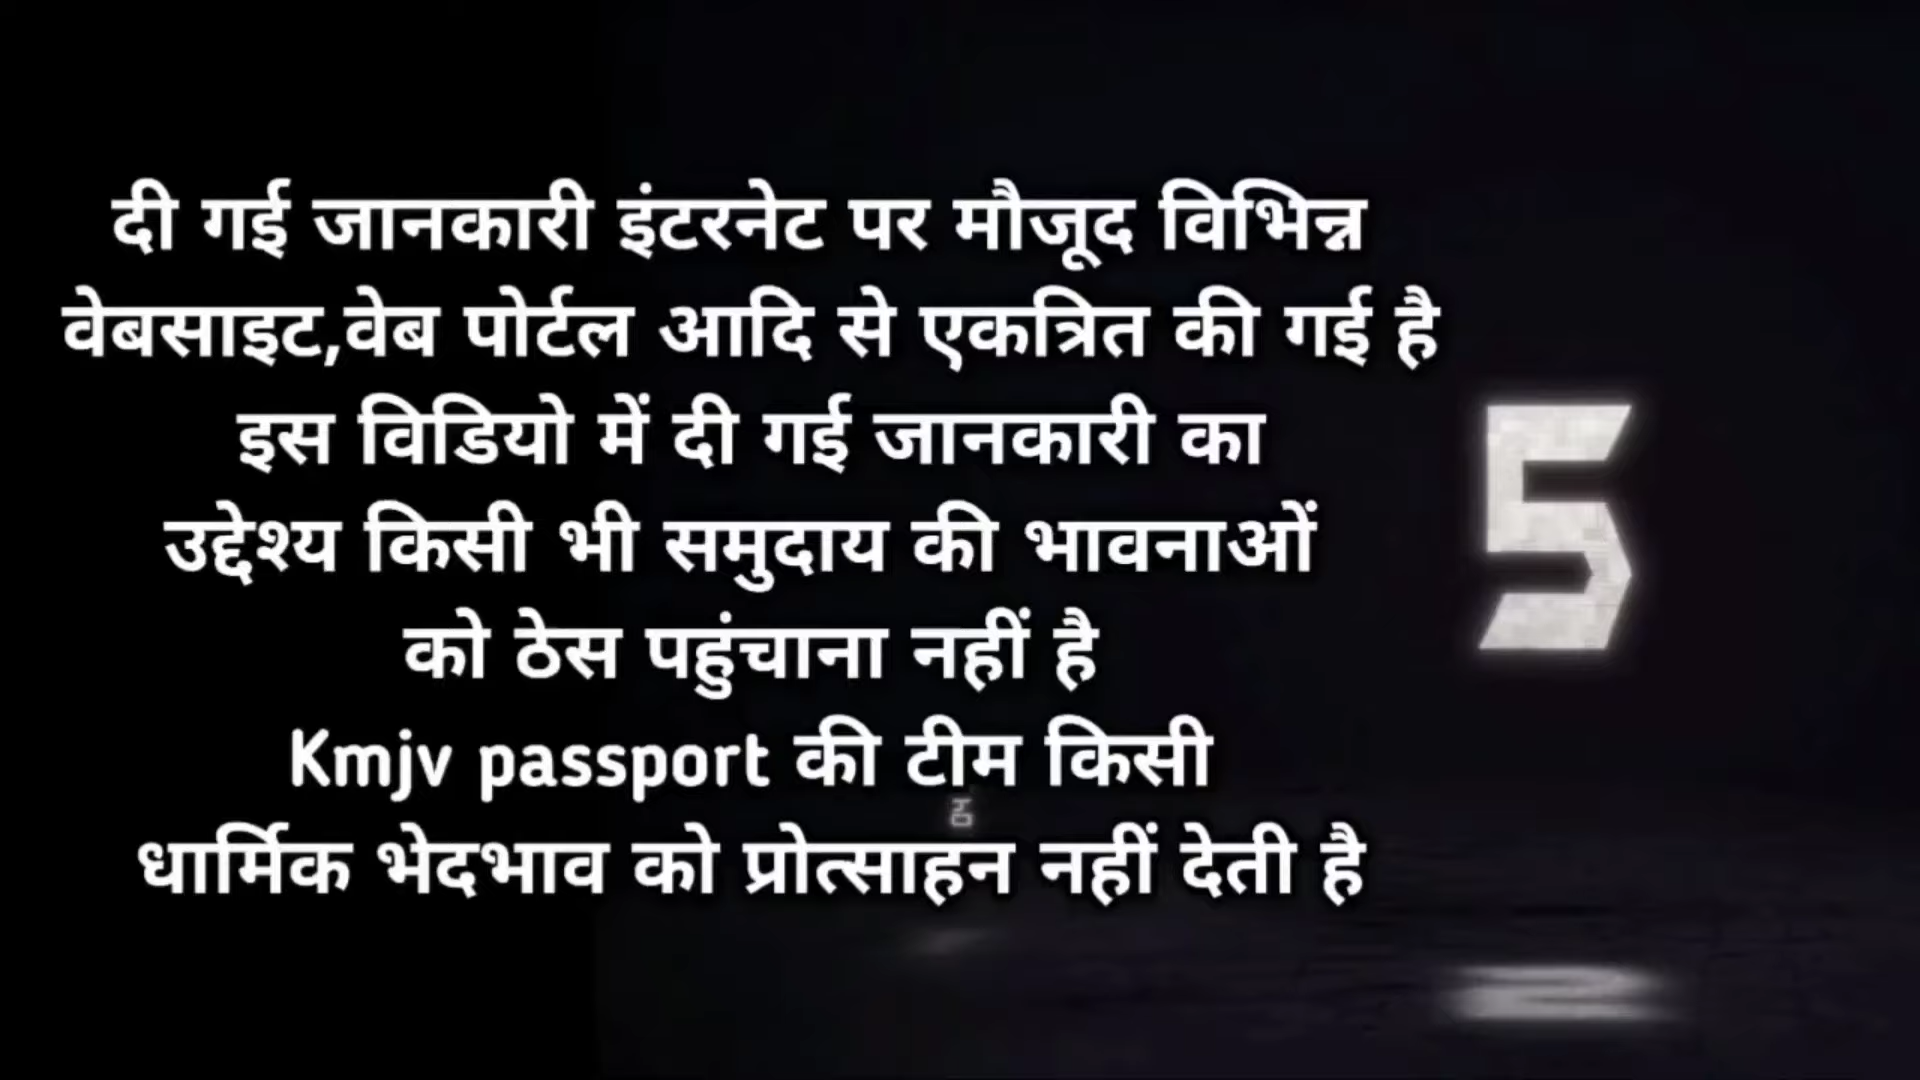 दी गई जानकारी इंटरनेट पर मौजूद विभिन्न
वेबसाइट,वेब पोर्टल आदि से एकत्रित की गई है
इस विडियो में दी गई जानकारी का
उद्देश्य किसी भी समुदाय की भावनाओं
को ठेस पहुंचाना नहीं है
Kmjv passport की टीम किसी
धार्मिक भेदभाव को प्रोत्साहन नहीं देती है
5